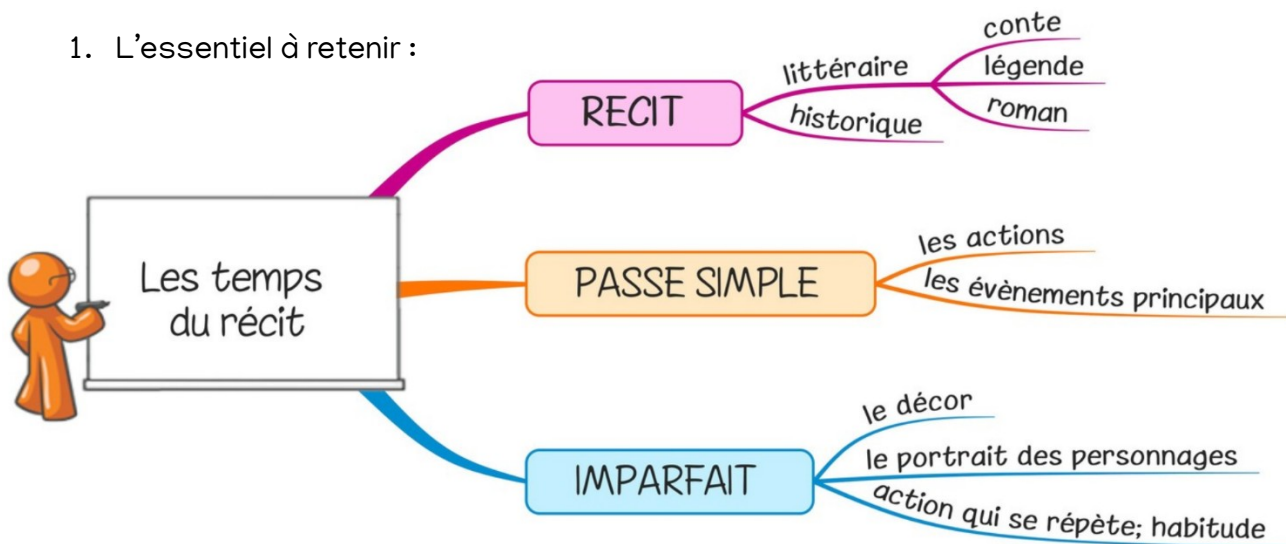 1. L'essentiel à retenir :
Les temps
du récit
RECIT
littéraire
conte
légende
roman
historique
PASSE SIMPLE
les actions
les évènements principaux
IMPARFAIT
le décor
le portrait des personnages
action qui se répète; habitude